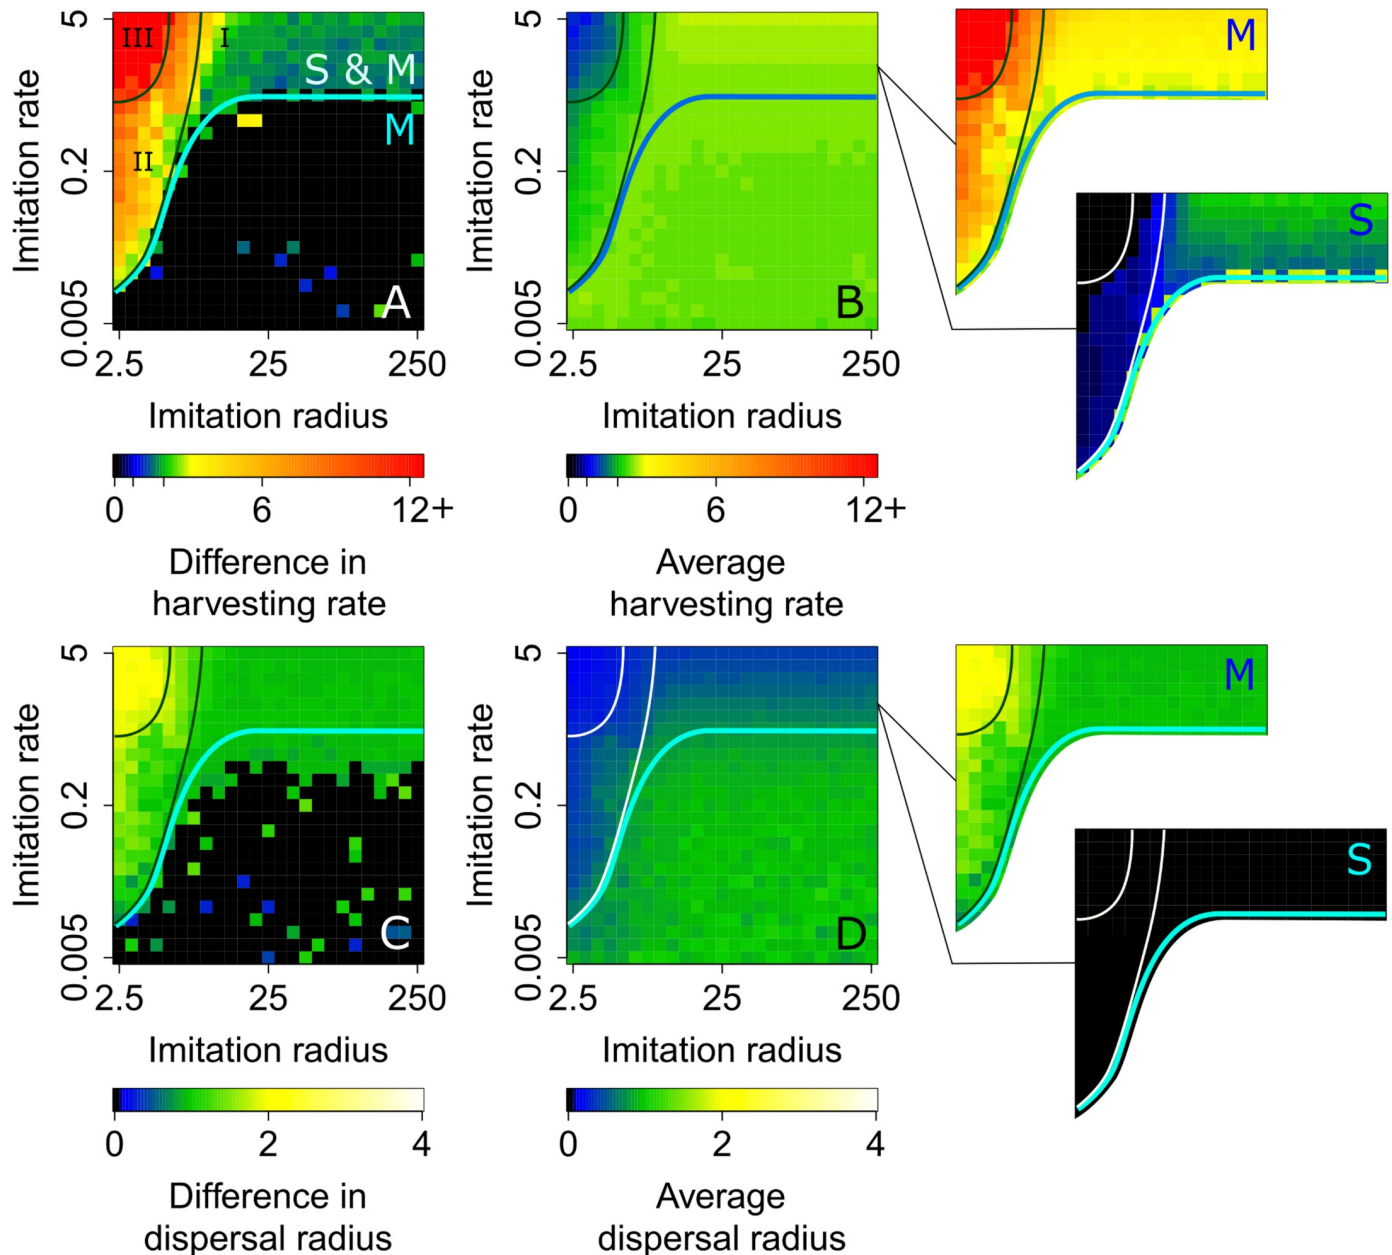 5
0.2
0.005
Imitation rate
III
I
S & M
M
II
A
2.5
25
250
Imitation radius
0
6
12+
Difference in
harvesting rate
5
0.2
0.005
Imitation rate
B
2.5
25
250
Imitation radius
0
6
12+
Average
harvesting rate
M
S
5
0.2
0.005
Imitation rate
C
2.5
25
250
Imitation radius
0
2
4
Difference in
dispersal radius
5
0.2
0.005
Imitation rate
D
2.5
25
250
Imitation radius
0
2
4
Average
dispersal radius
M
S